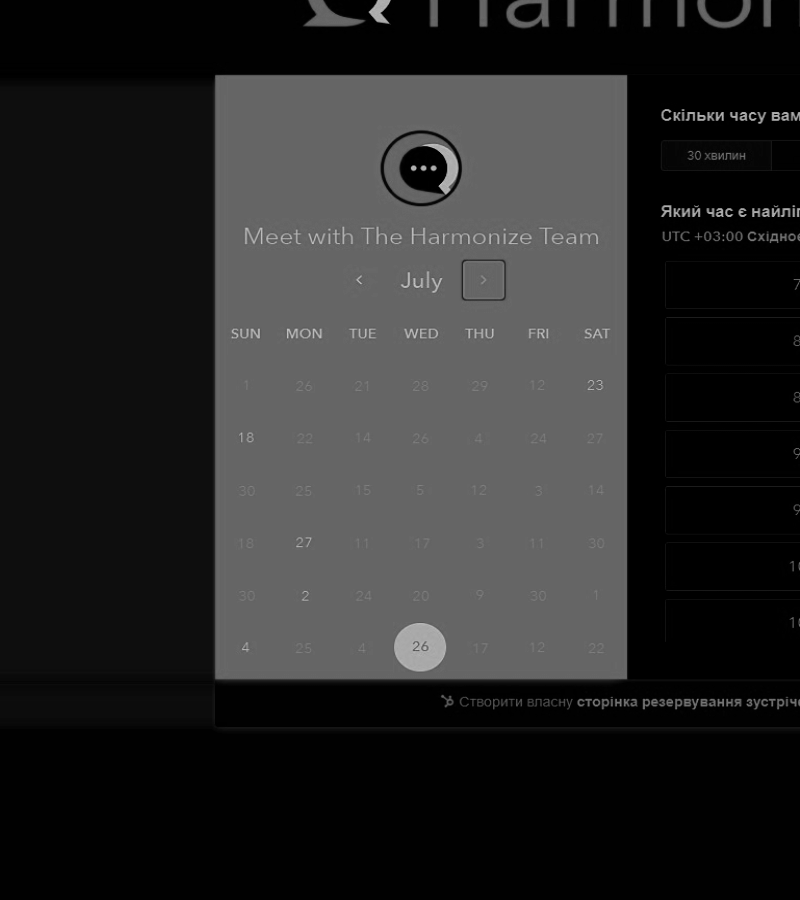 Harmon
Meet with The Harmonize Team
July
SUN MON TUE WED THU FRI SAT
1 26 21 28 29 12 23
18 22 14 26 4 24 27
30 25 15 5 12 3 14
18 27 11 17 3 11 30
30 2 24 20 9 30 1
4 25 4 26 17 12 22
Скільки часу вам
30 хвилин
Який час є найліп
UTC +03:00 Східноє
7
8
8
9
9
10
10
Створити власну сторінка резервування зустріче